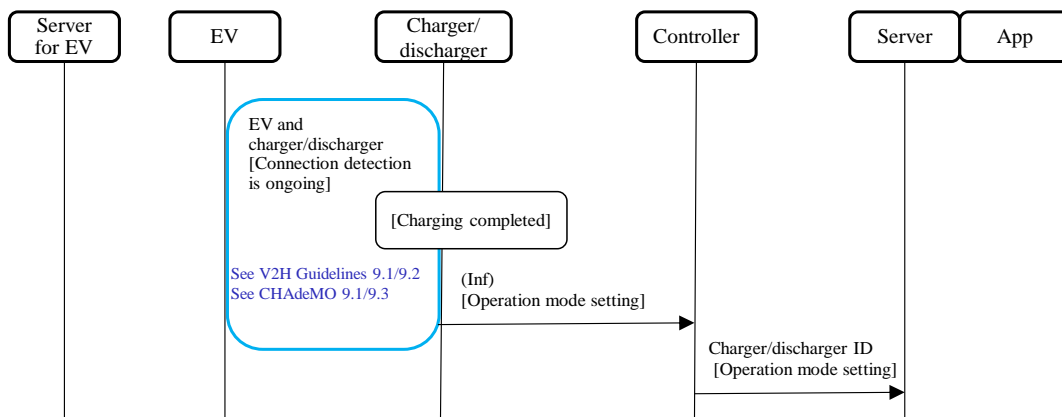 Server
for EV
EV
Charger/
discharger
Controller
Server
App
EV and
charger/discharger
[Connection detection
is ongoing]
[Charging completed]
See V2H Guidelines 9.1/9.2
See CHAdeMO 9.1/9.3
(Inf)
[Operation mode setting]
Charger/discharger ID
[Operation mode setting]